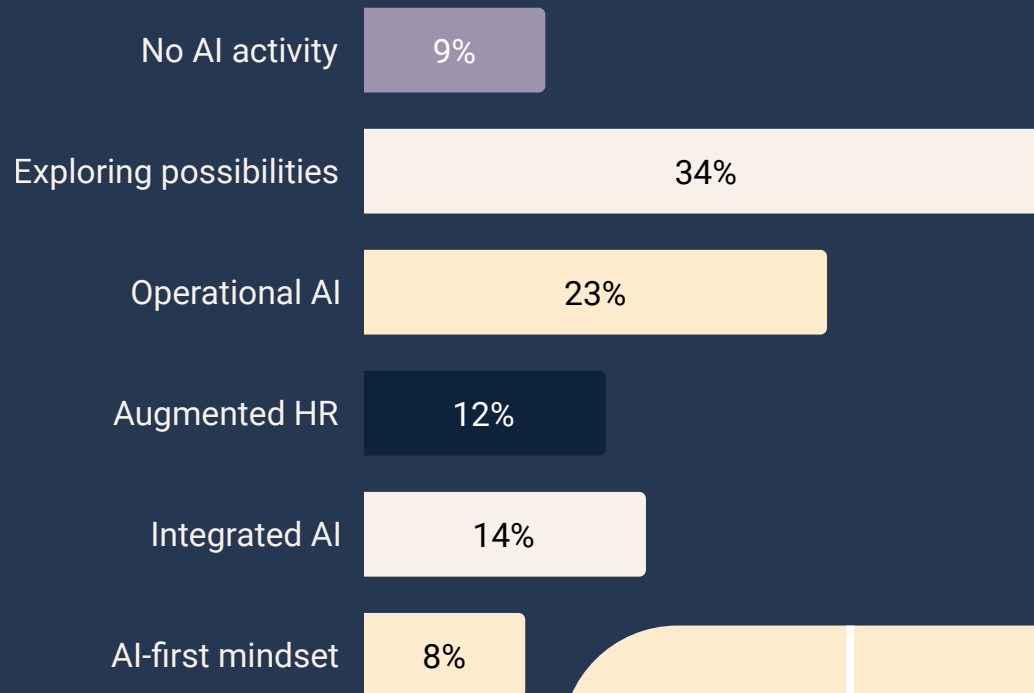 No AI activity 9%
Exploring possibilities 34%
Operational AI 23%
Augmented HR 12%
Integrated AI 14%
AI-first mindset 8%